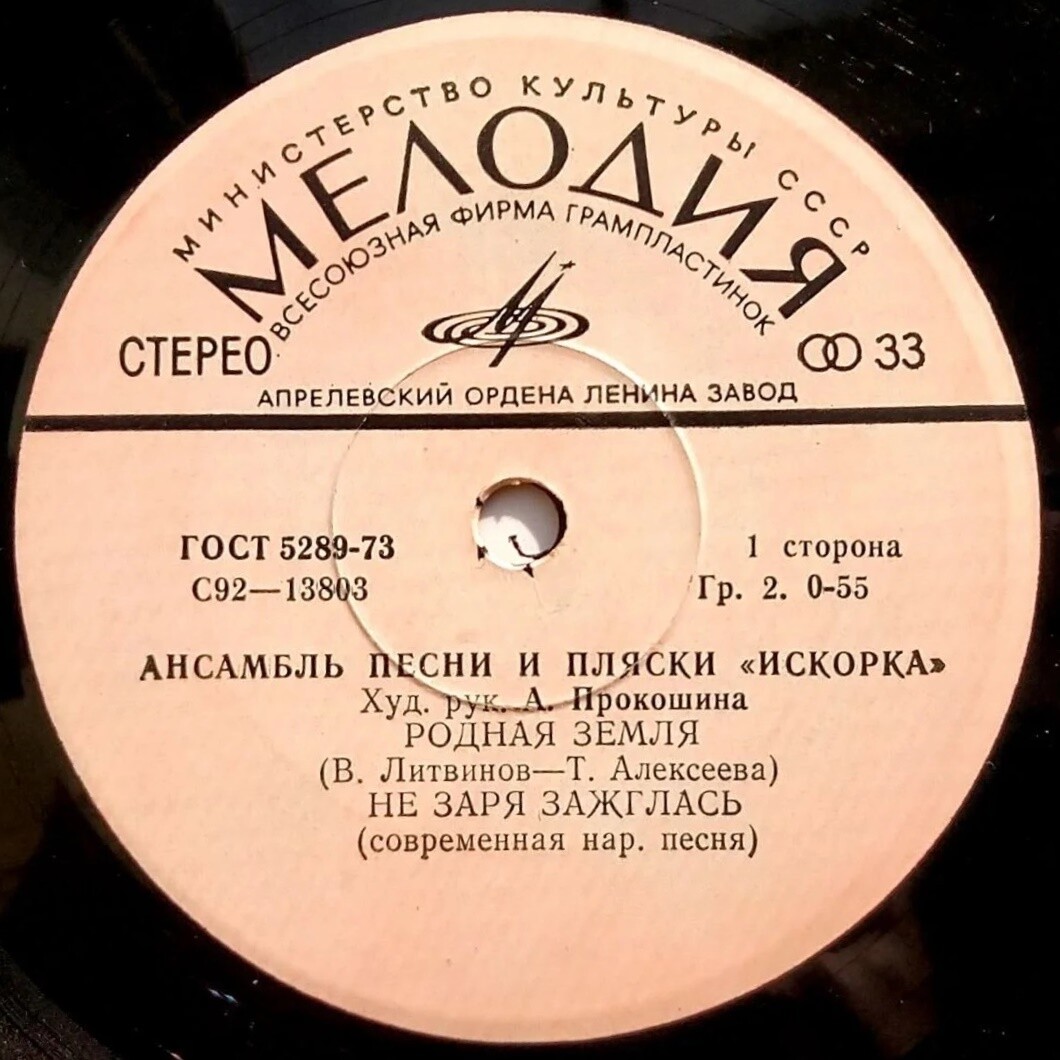 МИНИСТЕРСТВО КУЛЬТУРЫ СССР
МЕЛОДИЯ
ВСЕСОЮЗНАЯ ФИРМА ГРАМПЛАСТИНОК
СТЕРЕО
33
АПРЕЛЕВСКИЙ ОРДЕНА ЛЕНИНА ЗАВОД
ГОСТ 5289-73
1 сторона
С92—13803
Гр. 2. 0-55
АНСАМБЛЬ ПЕСНИ И ПЛЯСКИ «ИСКОРКА»
Худ. рук. А. Прокошина
РОДНАЯ ЗЕМЛЯ
(В. Литвинов—Т. Алексеева)
НЕ ЗАРЯ ЗАЖГЛАСЬ
(современная нар. песня)